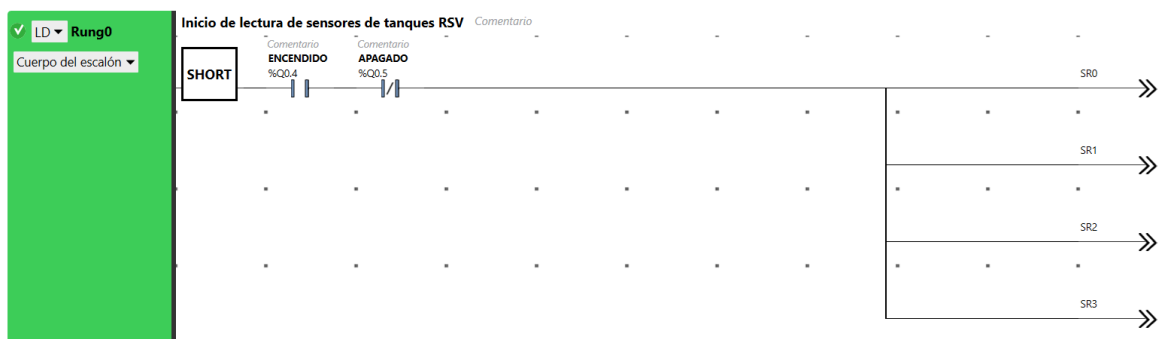 LD Rung0
Cuerpo del escalón
Inicio de lectura de sensores de tanques RSV Comentario
Comentario Comentario
ENCENDIDO APAGADO
SHORT %Q0.4 %Q0.5 SR0
SR1
SR2
SR3